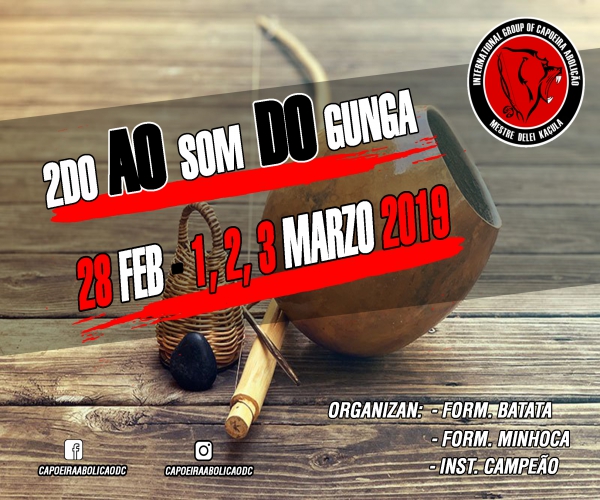 INTERNATIONAL GROUP OF CAPOEIRA ABOLIÇÃO
MESTRE DELEI KACULA
2DO AO SOM DO GUNGA
28 FEB - 1, 2, 3 MARZO 2019
ORGANIZAN: - FORM. BATATA
- FORM. MINHOCA
- INST. CAMPEÃO
CAPOEIRAABOLICAODC
CAPOEIRAABOLICAODC